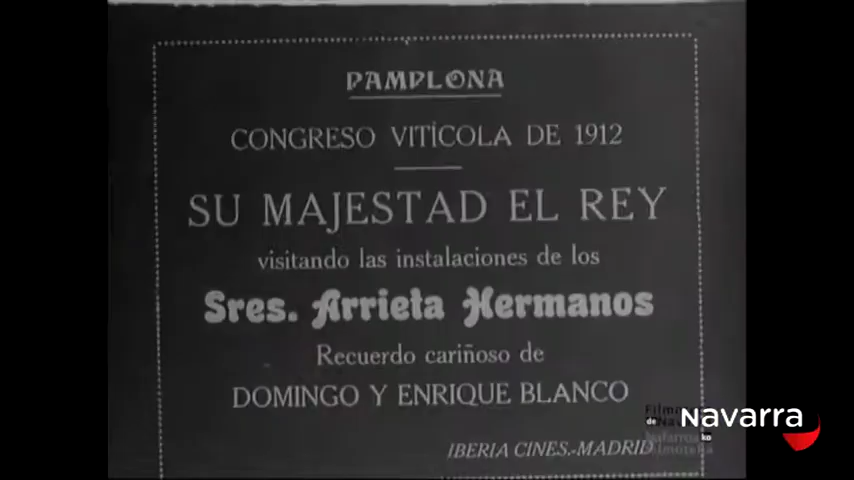 PAMPLONA
CONGRESO VITÍCOLA DE 1912
SU MAJESTAD EL REY
visitando las instalaciones de los
Sres. Arrieta Hermanos
Recuerdo cariñoso de
DOMINGO Y ENRIQUE BLANCO
IBERIA CINES.-MADRID
Navarra